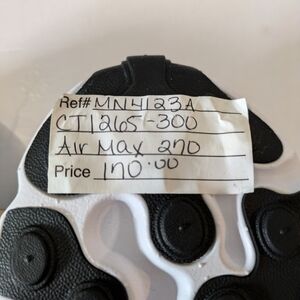 Ref# MN4123A
CT1265-300
Air Max 270
Price 170.00